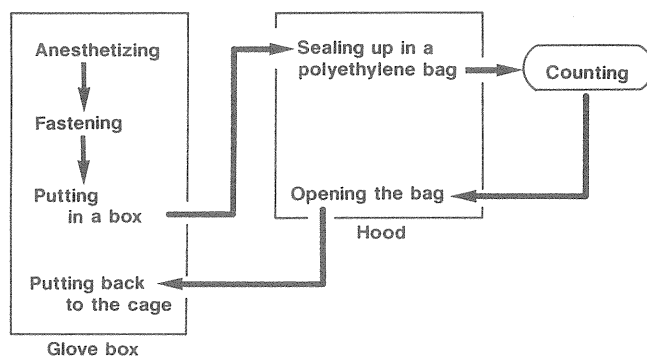 Anesthetizing
Fastening
Putting
in a box
Putting back
to the cage
Glove box
Sealing up in a
polyethylene bag
Opening the bag
Hood
Counting